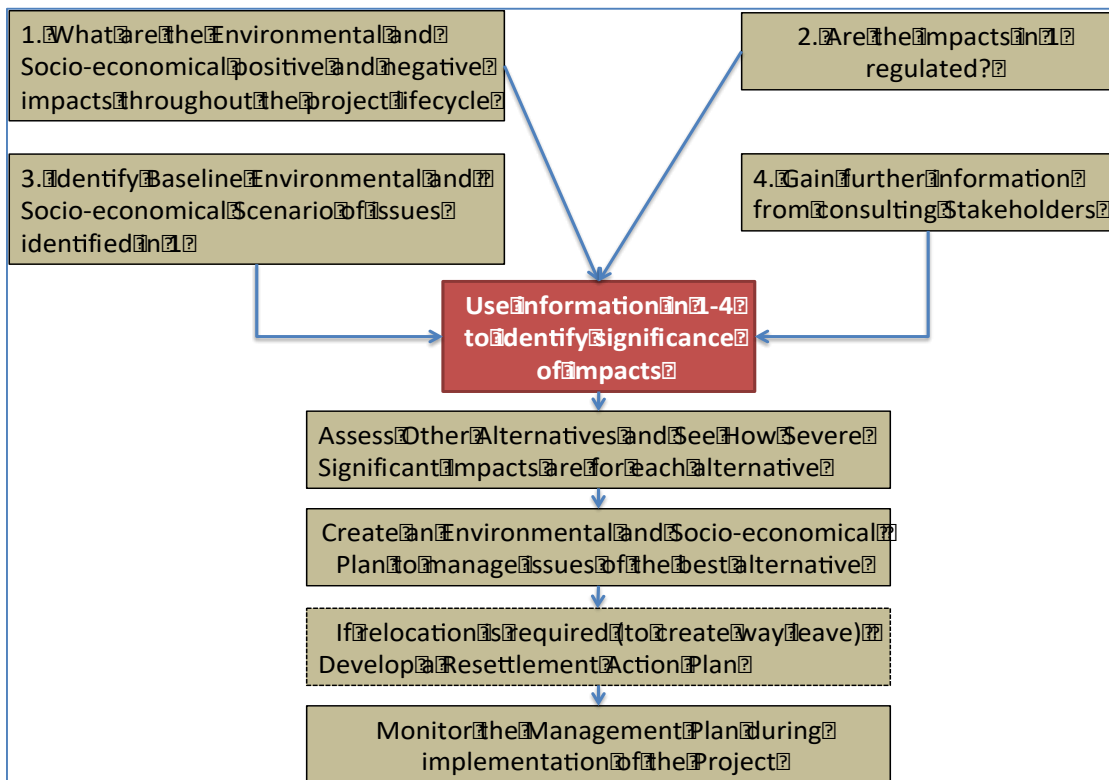 1. What are the Environmental and
Socio-economical positive and negative
impacts throughout the project lifecycle
2. Are the impacts in 1
regulated?
3. Identify Baseline Environmental and
Socio-economical Scenario of issues
identified in 1
4. Gain further information
from consulting Stakeholders
Use information in 1-4
to identify significance
of impacts
Assess Other Alternatives and See How Severe
Significant Impacts are for each alternative
Create an Environmental and Socio-economical
Plan to manage issues of the best alternative
If relocation is required (to create way leave)
Develop a Resettlement Action Plan
Monitor the Management Plan during
implementation of the Project